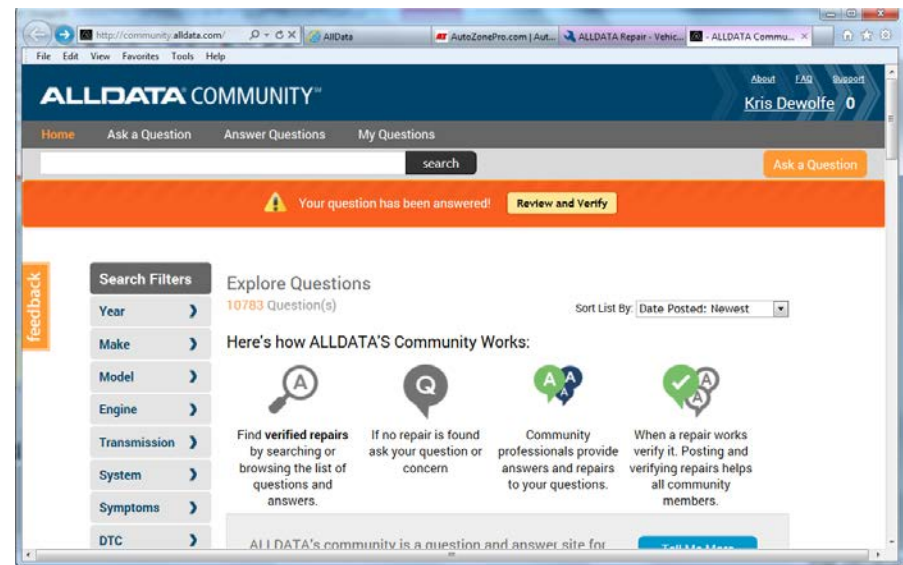 http://community.alldata.com/
AllData
AutoZonePro.com | Aut...
ALLDATA Repair - Vehic...
- ALLDATA Commu...
File Edit View Favorites Tools Help
About FAQ Support
ALLDATA COMMUNITY℠
Kris Dewolfe 0
Home Ask a Question Answer Questions My Questions
search
Ask a Question
Your question has been answered! Review and Verify
feedback
Search Filters
Year
Make
Model
Engine
Transmission
System
Symptoms
DTC
Explore Questions
10783 Question(s)
Sort List By: Date Posted: Newest
Here's how ALLDATA'S Community Works:
A
Find verified repairs
by searching or
browsing the list of
questions and
answers.
Q
If no repair is found
ask your question or
concern
A A A
Community
professionals provide
answers and repairs
to your questions.
A A
When a repair works
verify it. Posting and
verifying repairs helps
all community
members.
ALLDATA's community is a question and answer site for
Tell Me More